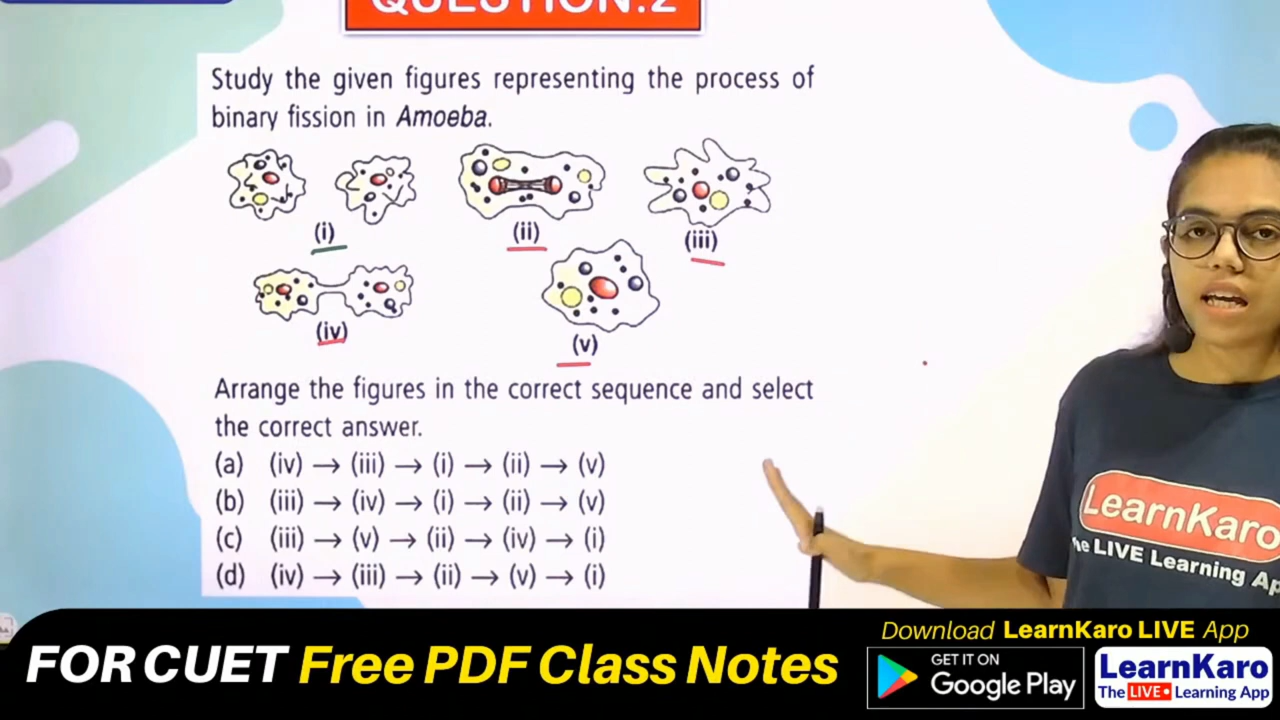 QUESTION:2
Study the given figures representing the process of
binary fission in Amoeba.
(i)
(ii)
(iii)
(iv)
(v)
Arrange the figures in the correct sequence and select
the correct answer.
(a) (iv) → (iii) → (i) → (ii) → (v)
(b) (iii) → (iv) → (i) → (ii) → (v)
(c) (iii) → (v) → (ii) → (iv) → (i)
(d) (iv) → (iii) → (ii) → (v) → (i)
LearnKaro
The LIVE Learning Ap
FOR CUET Free PDF Class Notes
Download LearnKaro LIVE App
GET IT ON
Google Play
LearnKaro
The LIVE Learning App